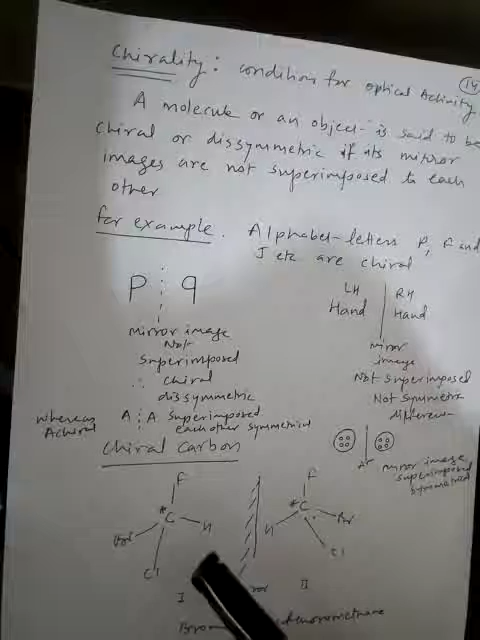 14
Chirality: condition for optical Activity
A molecule or an object is said to be
chiral or dissymmetric if its mirror
images are not superimposed to each
other
for example. Alphabet letters P, F and
J etc are chiral
P q
mirror image
Not
superimposed
∴ chiral
dissymmetric
LH RH
Hand Hand
mirror
image
Not superimposed
Not symmetric
Whereas A A superimposed
Achiral each other symmetrical
mirror image
superimposed
symmetrical
Chiral Carbon
F F
*C *C
H H
Br Br
Cl Cl
I II